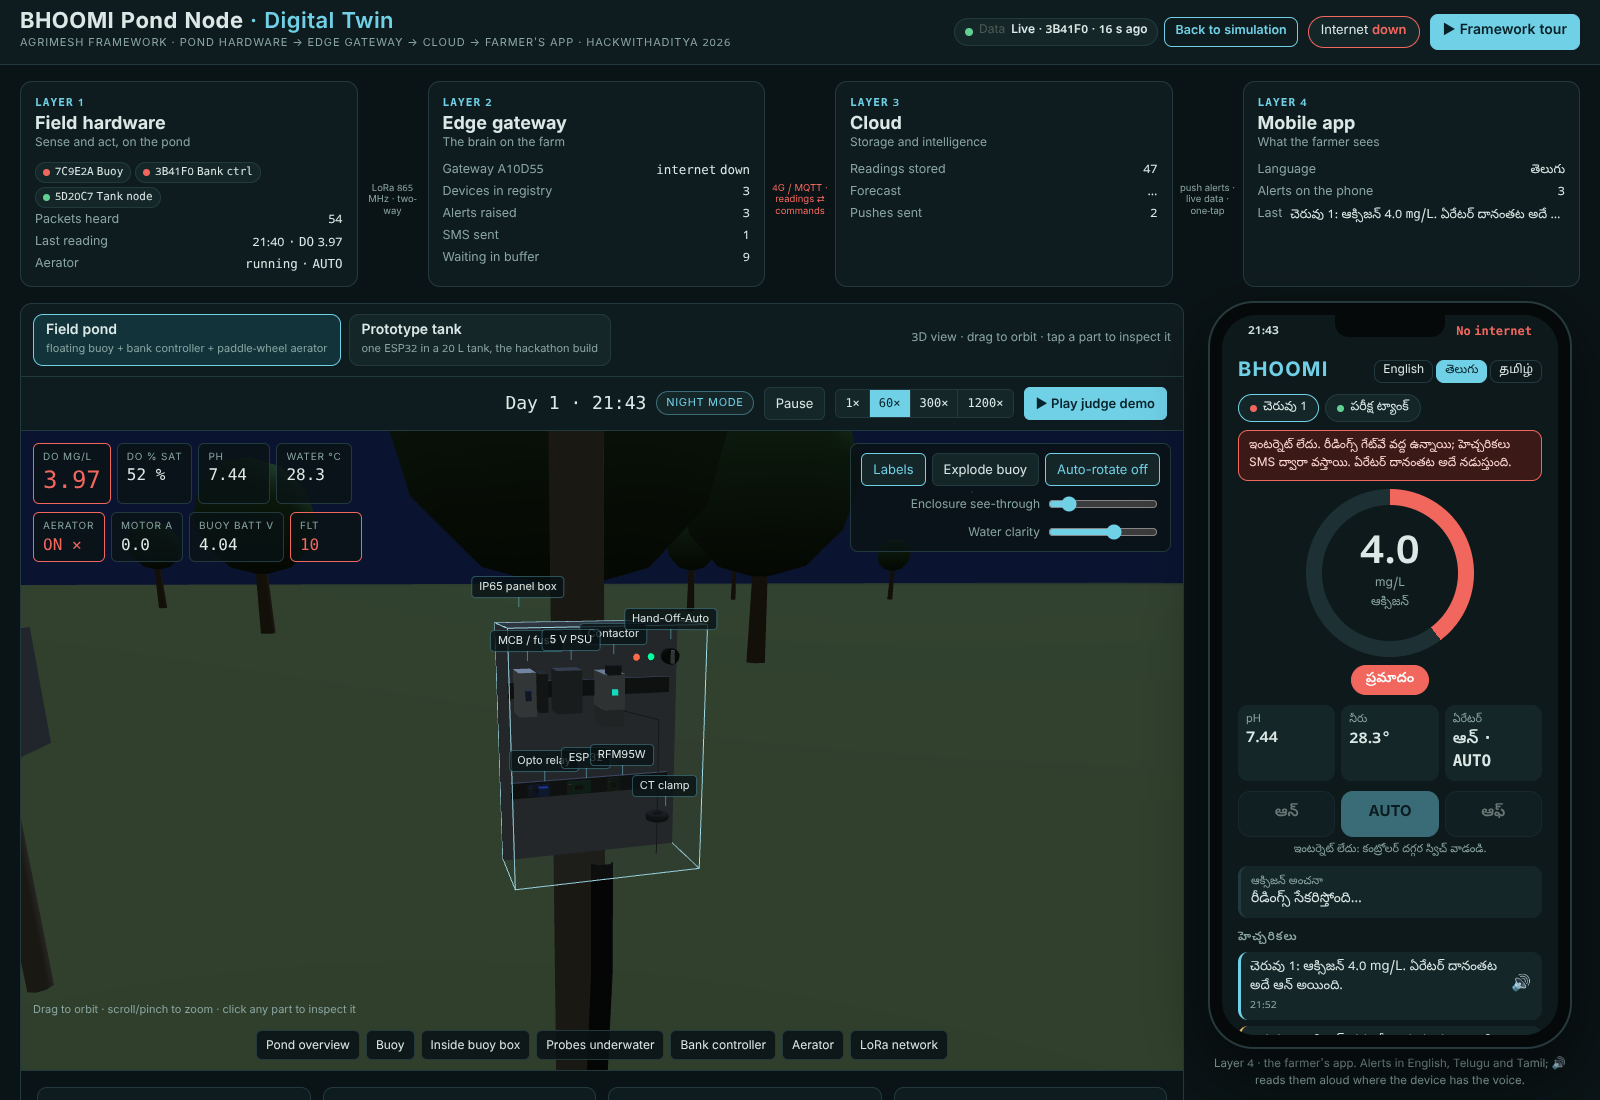 BHOOMI Pond Node · Digital Twin
AGRIMESH FRAMEWORK · POND HARDWARE → EDGE GATEWAY → CLOUD → FARMER'S APP · HACKWITHADITYA 2026
Data Live · 3B41F0 · 16 s ago
Back to simulation
Internet down
▶ Framework tour
LAYER 1
Field hardware
Sense and act, on the pond
7C9E2A Buoy
3B41F0 Bank ctrl
5D20C7 Tank node
Packets heard 54
Last reading 21:40 · DO 3.97
Aerator running · AUTO
LoRa 865
MHz · two-
way
LAYER 2
Edge gateway
The brain on the farm
Gateway A10D55 internet down
Devices in registry 3
Alerts raised 3
SMS sent 1
Waiting in buffer 9
4G / MQTT ·
readings ⇄
commands
LAYER 3
Cloud
Storage and intelligence
Readings stored 47
Forecast ...
Pushes sent 2
push alerts ·
live data ·
one-tap
LAYER 4
Mobile app
What the farmer sees
Language తెలుగు
Alerts on the phone 3
Last చెరువు 1: ఆక్సిజన్ 4.0 mg/L. ఏరేటర్ దానంతట అదే ...
Field pond
floating buoy + bank controller + paddle-wheel aerator
Prototype tank
one ESP32 in a 20 L tank, the hackathon build
3D view · drag to orbit · tap a part to inspect it
Day 1 · 21:43
NIGHT MODE
Pause
1×
60×
300×
1200×
▶ Play judge demo
DO MG/L
3.97
DO % SAT
52 %
PH
7.44
WATER °C
28.3
AERATOR
ON ×
MOTOR A
0.0
BUOY BATT V
4.04
FLT
10
Labels
Explode buoy
Auto-rotate off
Enclosure see-through
Water clarity
IP65 panel box
Hand-Off-Auto
MCB / fu
5 V PSU
ontactor
Opto rela
ESP
RFM95W
CT clamp
Drag to orbit · scroll/pinch to zoom · click any part to inspect it
Pond overview
Buoy
Inside buoy box
Probes underwater
Bank controller
Aerator
LoRa network
21:43
No internet
BHOOMI
English
తెలుగు
தமிழ்
చెరువు 1
పరీక్ష ట్యాంక్
ఇంటర్నెట్ లేదు. రీడింగ్స్ గేట్‌వే వద్ద ఉన్నాయి; హెచ్చరికలు
SMS ద్వారా వస్తాయి. ఏరేటర్ దానంతట అదే నడుస్తుంది.
4.0
mg/L
ఆక్సిజన్
ప్రమాదం
pH
7.44
నీరు
28.3°
ఏరేటర్
ఆన్ ·
AUTO
ఆన్
AUTO
ఆఫ్
ఇంటర్నెట్ లేదు: కంట్రోలర్ దగ్గర స్విచ్ వాడండి.
ఆక్సిజన్ అంచనా
రీడింగ్స్ సేకరిస్తోంది...
హెచ్చరికలు
చెరువు 1: ఆక్సిజన్ 4.0 mg/L. ఏరేటర్ దానంతట
అదే ఆన్ అయింది.
21:52
Layer 4 · the farmer's app. Alerts in English, Telugu and Tamil; 🔊
reads them aloud where the device has the voice.